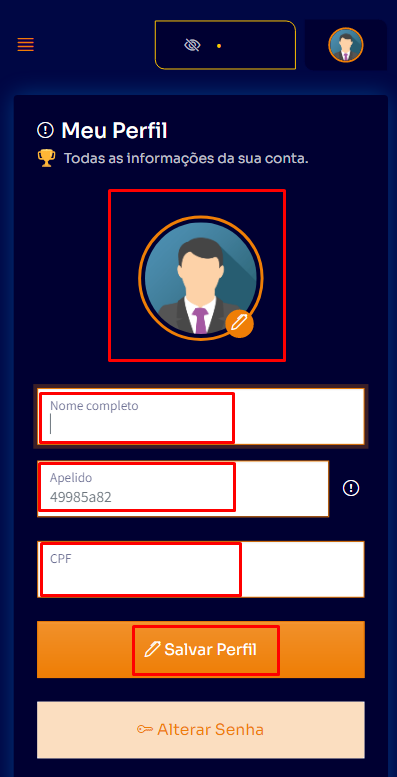 Meu Perfil
Todas as informações da sua conta.
Nome completo
Apelido
49985a82
CPF
Salvar Perfil
Alterar Senha